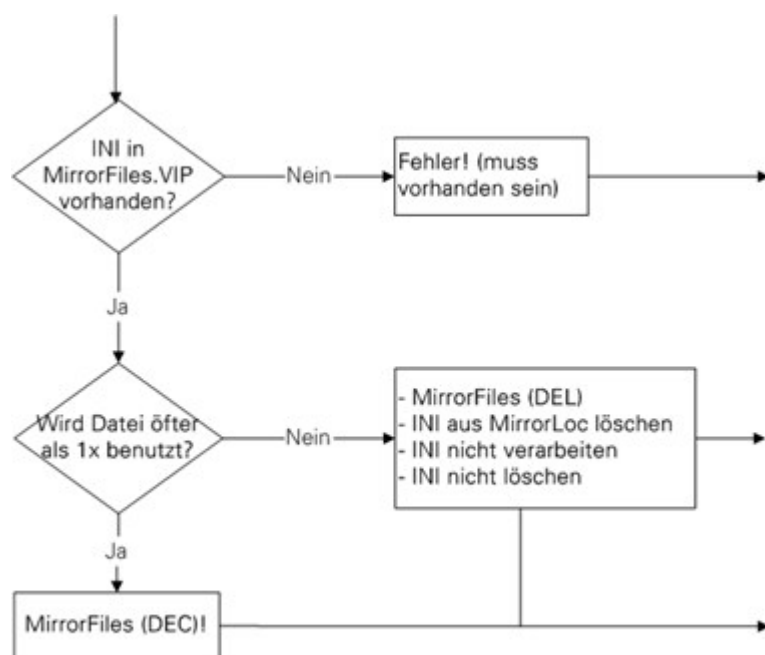 INI in
MirrorFiles.VIP
vorhanden?
Nein
Fehler! (muss
vorhanden sein)
Ja
Wird Datei öfter
als 1x benutzt?
Nein
- MirrorFiles (DEL)
- INI aus MirrorLoc löschen
- INI nicht verarbeiten
- INI nicht löschen
Ja
MirrorFiles (DEC)!